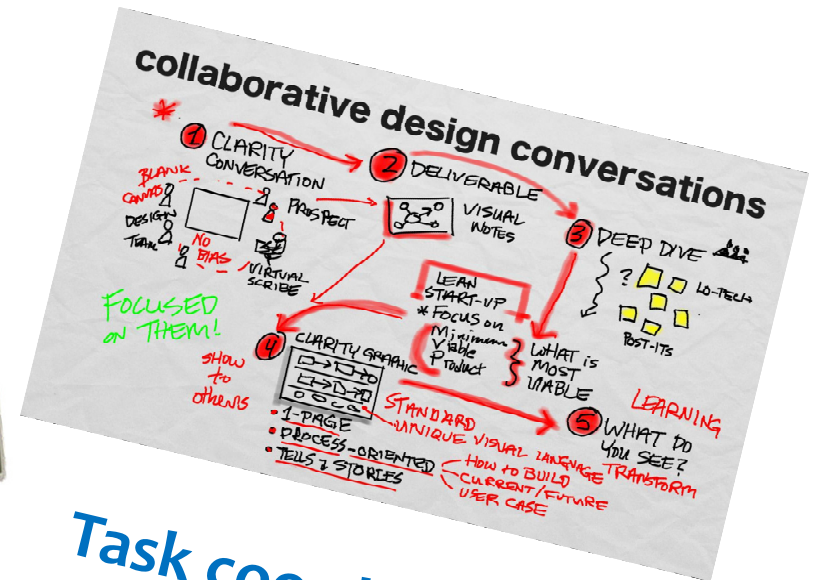 collaborative design conversations
*
1 CLARITY
CONVERSATION
BLANK
CANVAS
DESIGN
TEAM
NO
BIAS
PROSPECT
VIRTUAL
SCRIBE
FOCUSED
ON THEM!
2 DELIVERABLE
VISUAL
NOTES
3 DEEP DIVE
?
LO-TECH
POST-ITS
LEAN
START-UP
* FOCUS ON
Minimum
Viable
Product
WHAT IS
MOST
VIABLE
4 CLARITY GRAPHIC
SHOW
to
others
• 1-PAGE
• PROCESS-ORIENTED
• TELLS
STORIES
STANDARD
UNIQUE VISUAL LANGUAGE
HOW TO BUILD
CURRENT/FUTURE
USER CASE
5 WHAT DO
YOU SEE?
LEARNING
TRANSFORM
Task